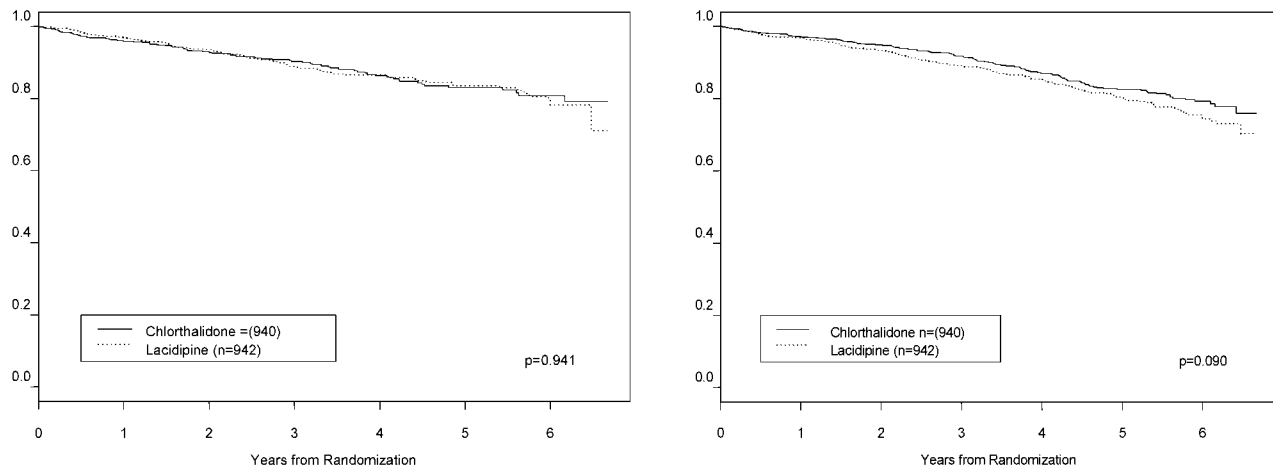 1.0
0.8
0.6
0.4
0.2
0.0
Chlorthalidone =(940)
Lacidipine (n=942)
p=0.941
0 1 2 3 4 5 6
Years from Randomization
1.0
0.8
0.6
0.4
0.2
0.0
Chlorthalidone n=(940)
Lacidipine (n=942)
p=0.090
0 1 2 3 4 5 6
Years from Randomization